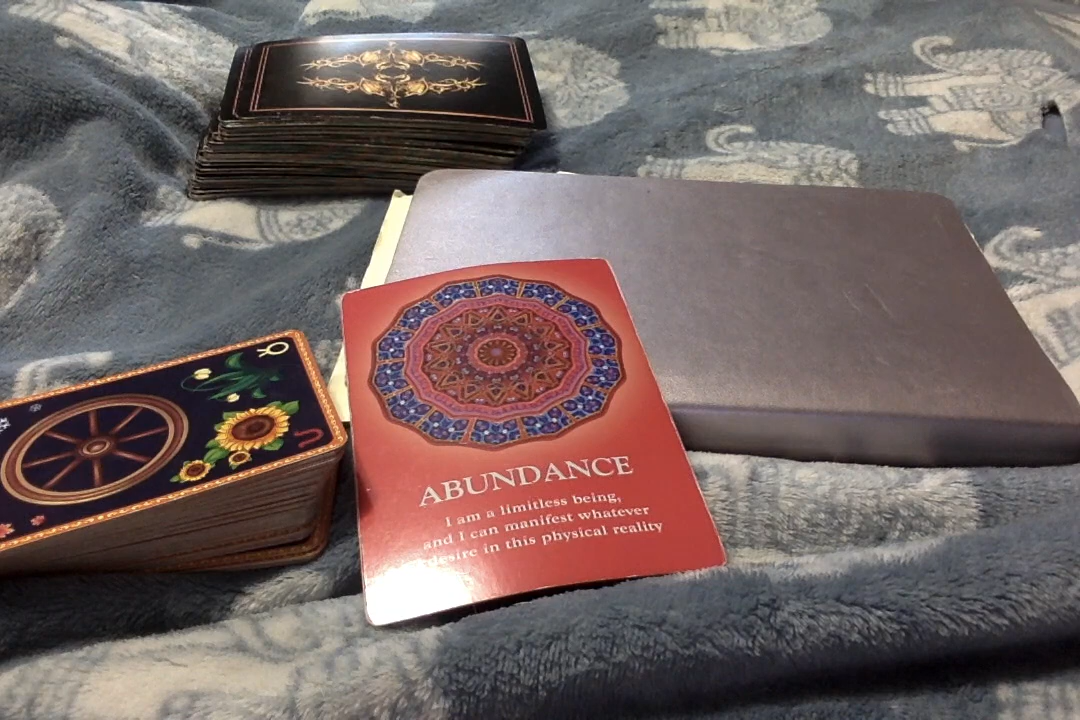 ABUNDANCE
I am a limitless being,
and I can manifest whatever
desire in this physical reality